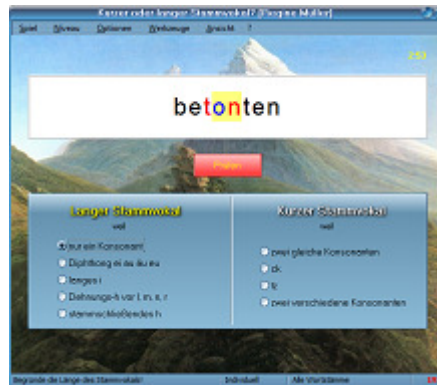 Kurzer oder langer Stammvokal? [Regine Müller]
Spiel Niveau Optionen Werkzeuge Ansicht ?
betonten
Prüfen
Langer Stammvokal
weil
nur ein Konsonant
Diphthong ei au äu eu
langes i
Dehnungs-h vor l, m, n, r
stammschließendes h
Kurzer Stammvokal
weil
zwei gleiche Konsonanten
ck
tz
zwei verschiedene Konsonanten
Begründe die Länge des Stammvokals! Individuell Alle Wortstämme